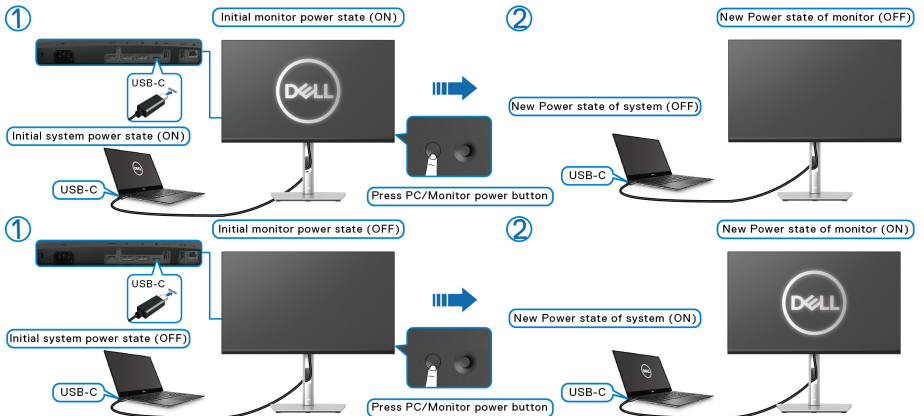 ①
Initial monitor power state (ON)
USB-C
DELL
Initial system power state (ON)
DELL
USB-C
Press PC/Monitor power button
②
New Power state of monitor (OFF)
New Power state of system (OFF)
USB-C
①
Initial monitor power state (OFF)
USB-C
Initial system power state (OFF)
USB-C
Press PC/Monitor power button
②
New Power state of monitor (ON)
DELL
New Power state of system (ON)
DELL
USB-C